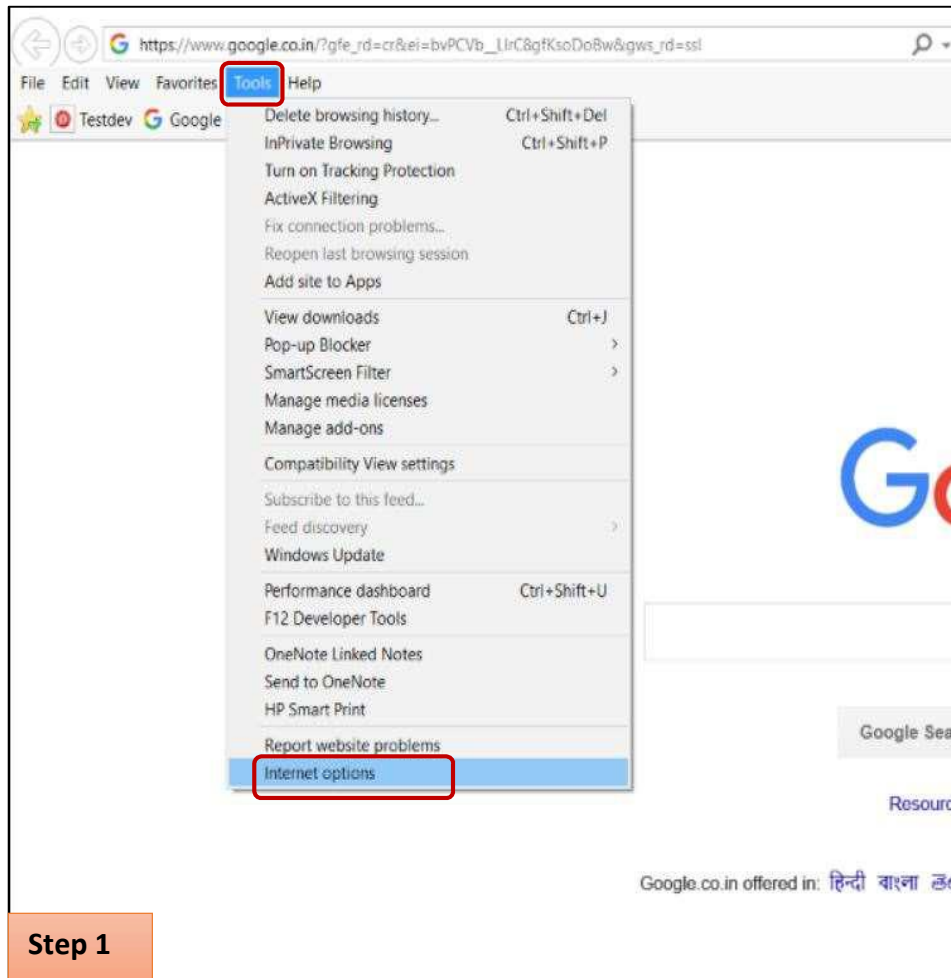 https://www.google.co.in/?gfe_rd=cr&ei=bvPCVb__LIrC8gfKsoDoBw&gws_rd=ssl
File Edit View Favorites Tools Help
Testdev Google
Delete browsing history... Ctrl+Shift+Del
InPrivate Browsing Ctrl+Shift+P
Turn on Tracking Protection
ActiveX Filtering
Fix connection problems...
Reopen last browsing session
Add site to Apps
View downloads Ctrl+J
Pop-up Blocker
SmartScreen Filter
Manage media licenses
Manage add-ons
Compatibility View settings
Subscribe to this feed...
Feed discovery
Windows Update
Performance dashboard Ctrl+Shift+U
F12 Developer Tools
OneNote Linked Notes
Send to OneNote
HP Smart Print
Report website problems
Internet options
Go
Google Sea
Resourc
Google.co.in offered in: हिन्दी বাংলা
Step 1